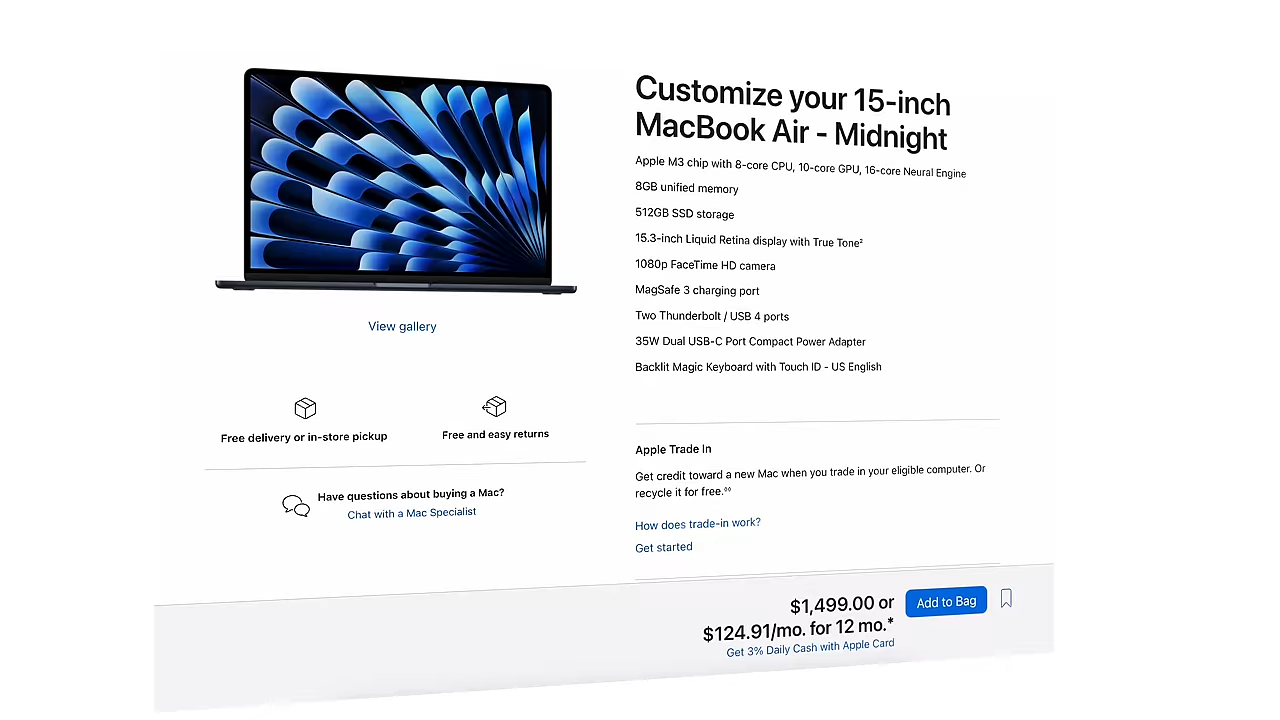 Customize your 15-inch
MacBook Air - Midnight
Apple M3 chip with 8-core CPU, 10-core GPU, 16-core Neural Engine
8GB unified memory
512GB SSD storage
15.3-inch Liquid Retina display with True Tone²
1080p FaceTime HD camera
MagSafe 3 charging port
Two Thunderbolt / USB 4 ports
35W Dual USB-C Port Compact Power Adapter
Backlit Magic Keyboard with Touch ID - US English
View gallery
Free delivery or in-store pickup
Free and easy returns
Have questions about buying a Mac?
Chat with a Mac Specialist
Apple Trade In
Get credit toward a new Mac when you trade in your eligible computer. Or
recycle it for free.◊◊
How does trade-in work?
Get started
$1,499.00 or
$124.91/mo. for 12 mo.*
Get 3% Daily Cash with Apple Card
Add to Bag